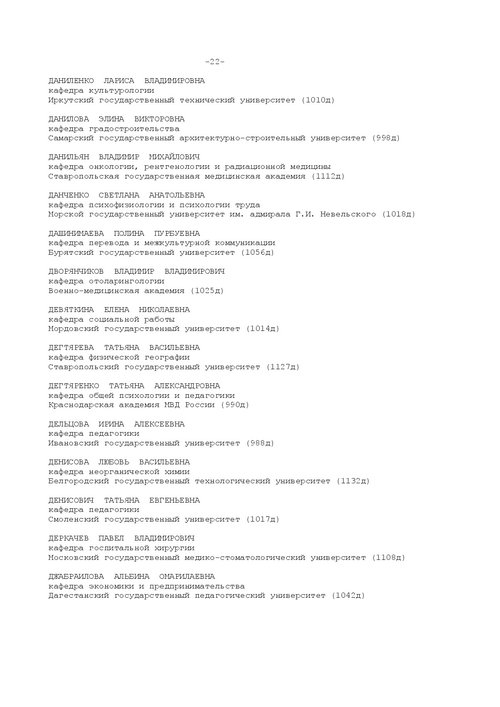 -22-
ДАНИЛЕНКО ЛАРИСА ВЛАДИМИРОВНА
кафедра культурологии
Иркутский государственный технический университет (1010д)
ДАНИЛОВА ЭЛИНА ВИКТОРОВНА
кафедра градостроительства
Самарский государственный архитектурно-строительный университет (998д)
ДАНИЛЬЯН ВЛАДИМИР МИХАЙЛОВИЧ
кафедра онкологии, рентгенологии и радиационной медицины
Ставропольская государственная медицинская академия (1112д)
ДАНЧЕНКО СВЕТЛАНА АНАТОЛЬЕВНА
кафедра психофизиологии и психологии труда
Морской государственный университет им. адмирала Г.И. Невельского (1018д)
ДАШИНИМАЕВА ПОЛИНА ПУРБУЕВНА
кафедра перевода и межкультурной коммуникации
Бурятский государственный университет (1056д)
ДВОРЯНЧИКОВ ВЛАДИМИР ВЛАДИМИРОВИЧ
кафедра отоларингологии
Военно-медицинская академия (1025д)
ДЕВЯТКИНА ЕЛЕНА НИКОЛАЕВНА
кафедра социальной работы
Мордовский государственный университет (1014д)
ДЕГТЯРЕВА ТАТЬЯНА ВАСИЛЬЕВНА
кафедра физической географии
Ставропольский государственный университет (1127д)
ДЕГТЯРЕНКО ТАТЬЯНА АЛЕКСАНДРОВНА
кафедра общей психологии и педагогики
Краснодарская академия МВД России (990д)
ДЕЛЬЦОВА ИРИНА АЛЕКСЕЕВНА
кафедра педагогики
Ивановский государственный университет (988д)
ДЕНИСОВА ЛЮБОВЬ ВАСИЛЬЕВНА
кафедра неорганической химии
Белгородский государственный технологический университет (1132д)
ДЕНИСОВИЧ ТАТЬЯНА ЕВГЕНЬЕВНА
кафедра педагогики
Смоленский государственный университет (1017д)
ДЕРКАЧЕВ ПАВЕЛ ВЛАДИМИРОВИЧ
кафедра госпитальной хирургии
Московский государственный медико-стоматологический университет (1108д)
ДЖАБРАИЛОВА АЛЬБИНА ОМАРИЛАЕВНА
кафедра экономики и предпринимательства
Дагестанский государственный педагогический университет (1042д)